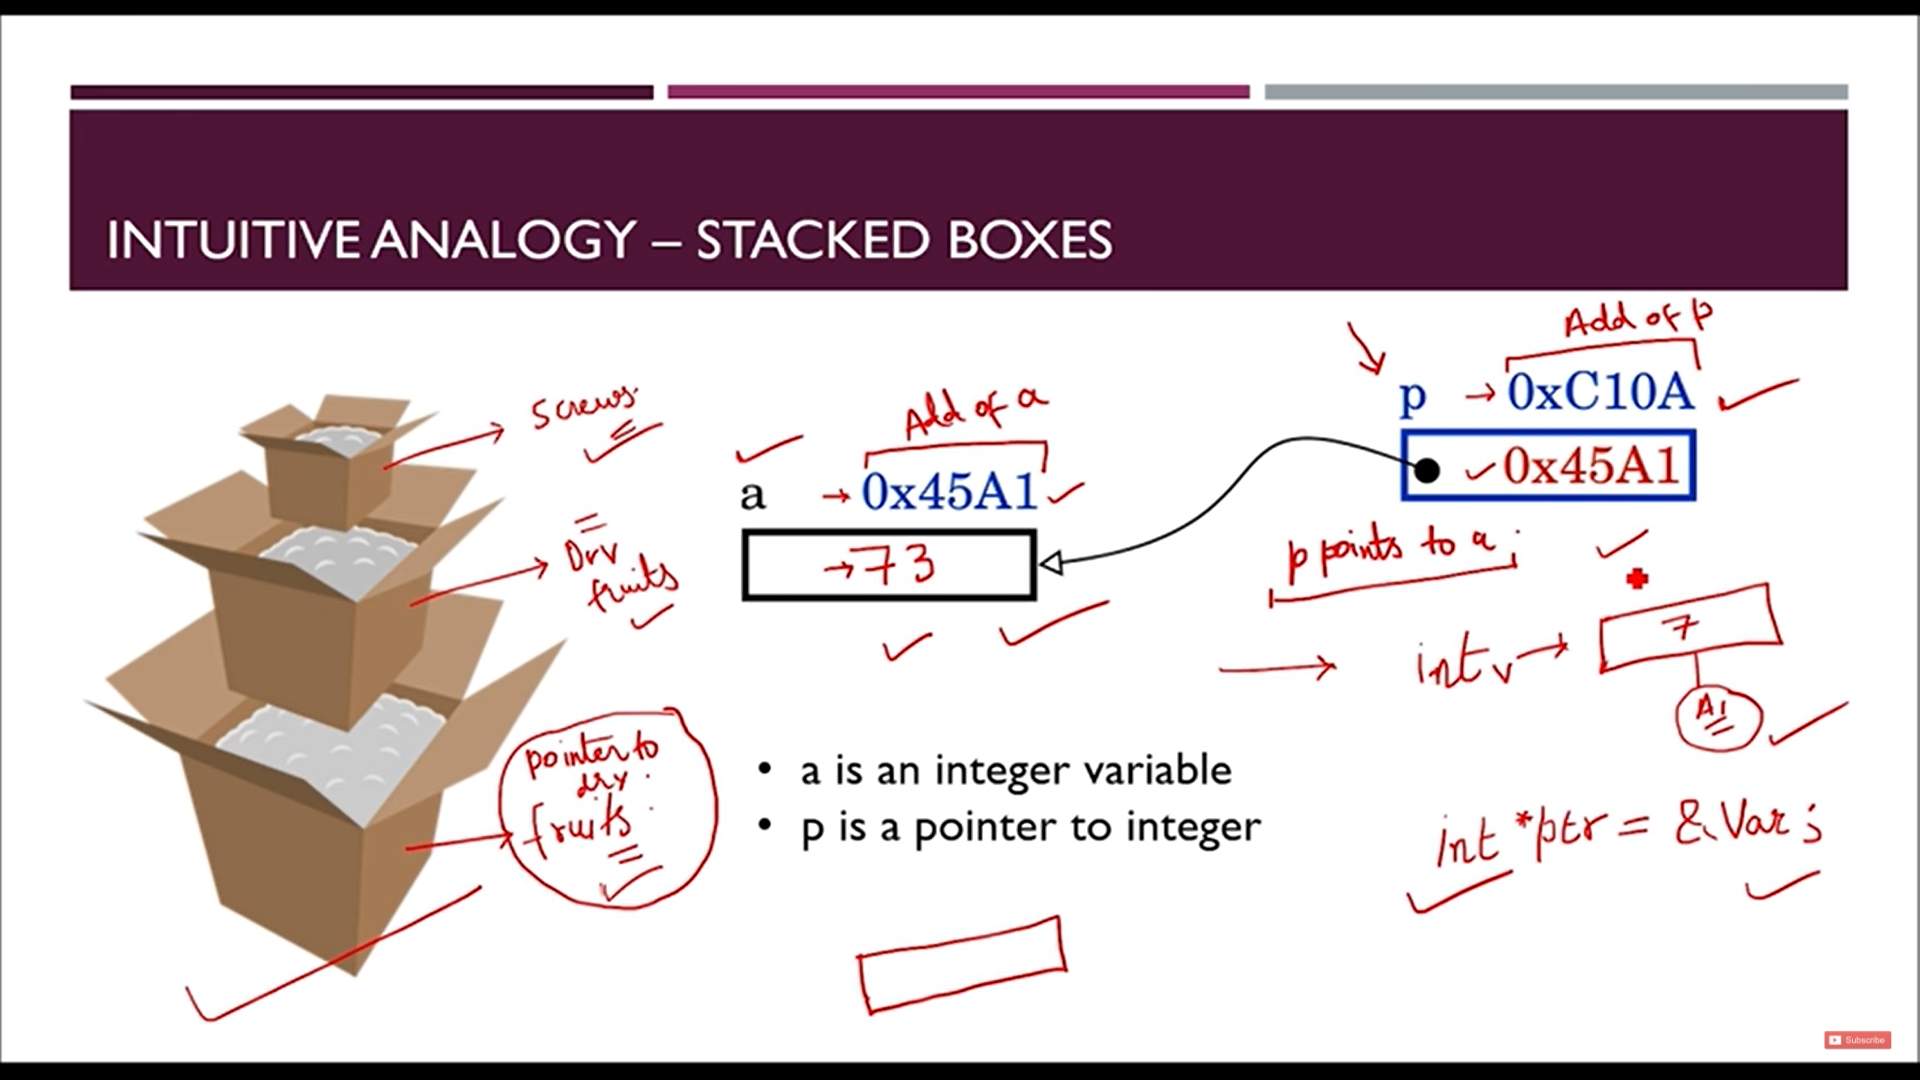 INTUITIVE ANALOGY – STACKED BOXES
Screws
Dry
fruits
pointer to
dry
fruits
Add of a
a → 0x45A1
→73
Add of p
p → 0xC10A
0x45A1
p points to a;
int v → 7
A1
• a is an integer variable
• p is a pointer to integer
int *ptr = &Var;
Subscribe